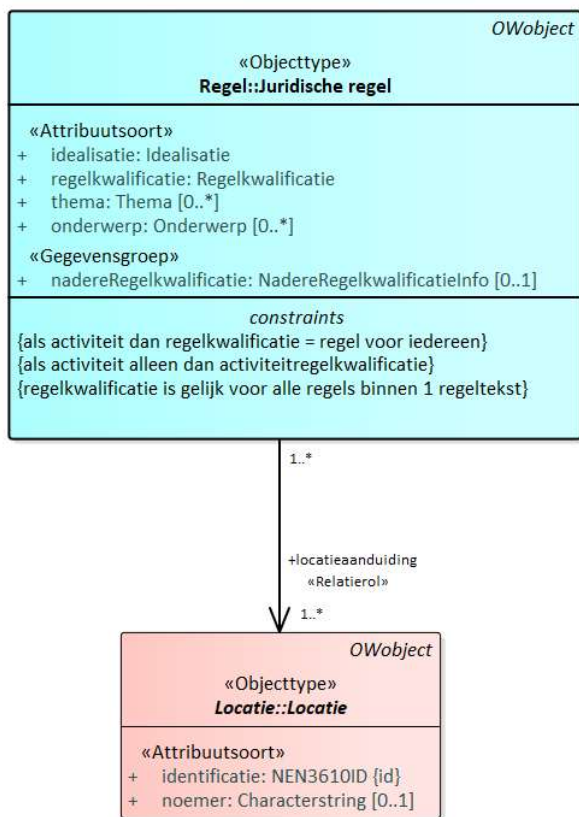 OWobject
«Objecttype»
Regel::Juridische regel
«Attribuutsoort»
+ idealisatie: Idealisatie
+ regelkwalificatie: Regelkwalificatie
+ thema: Thema [0..*]
+ onderwerp: Onderwerp [0..*]
«Gegevensgroep»
+ nadereRegelkwalificatie: NadereRegelkwalificatieInfo [0..1]
constraints
{als activiteit dan regelkwalificatie = regel voor iedereen}
{als activiteit alleen dan activiteitregelkwalificatie}
{regelkwalificatie is gelijk voor alle regels binnen 1 regeltekst}
1..*
+locatieaanduiding
«Relatierol»
1..*
OWobject
«Objecttype»
Locatie::Locatie
«Attribuutsoort»
+ identificatie: NEN3610ID {id}
+ noemer: Characterstring [0..1]